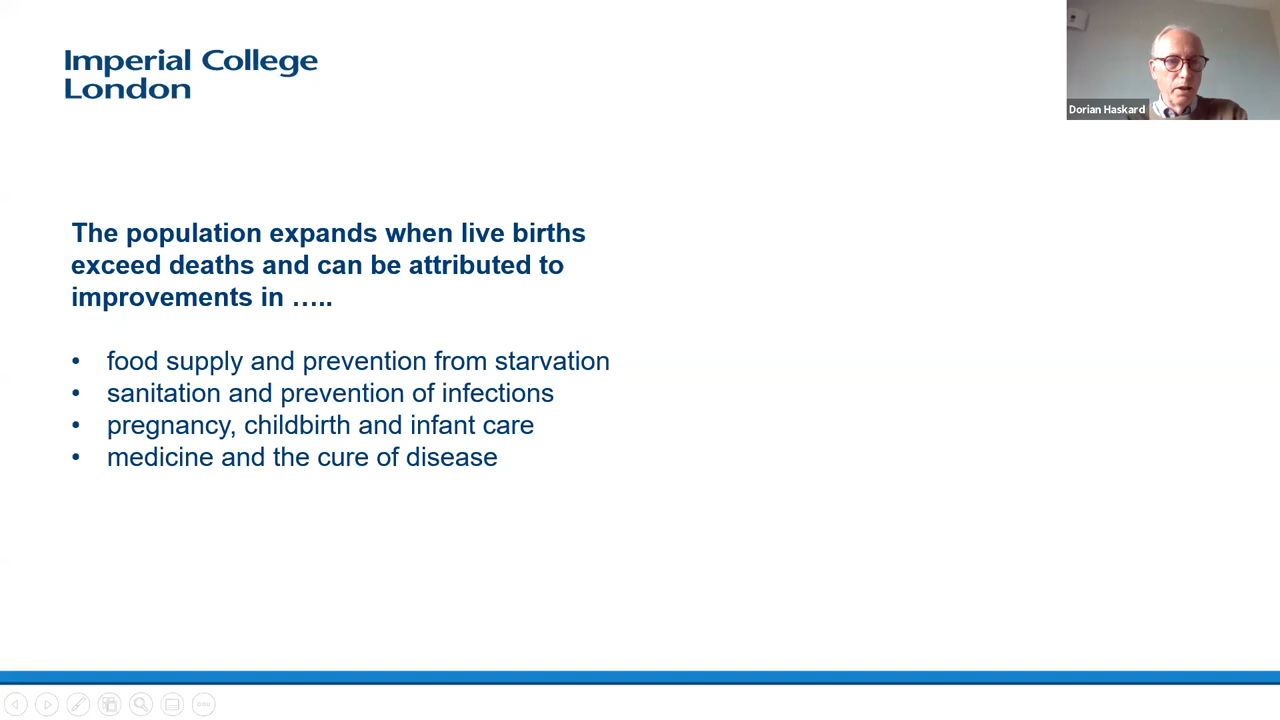 Imperial College
London
Dorian Haskard
The population expands when live births
exceed deaths and can be attributed to
improvements in …..
• food supply and prevention from starvation
• sanitation and prevention of infections
• pregnancy, childbirth and infant care
• medicine and the cure of disease